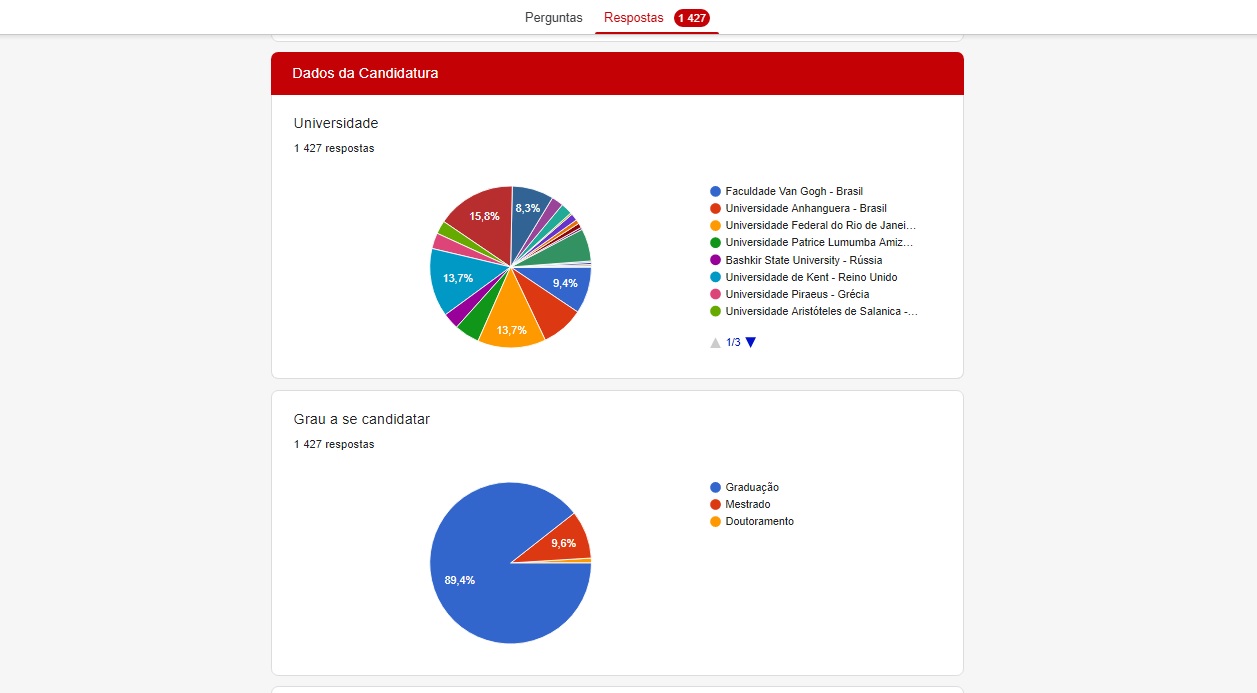 Perguntas Respostas 1 427
Dados da Candidatura
Universidade
1 427 respostas
15,8%
8,3%
13,7%
9,4%
13,7%
Faculdade Van Gogh - Brasil
Universidade Anhanguera - Brasil
Universidade Federal do Rio de Janei…
Universidade Patrice Lumumba Amiz…
Bashkir State University - Rússia
Universidade de Kent - Reino Unido
Universidade Piraeus - Grécia
Universidade Aristóteles de Salanica -…
1/3
Grau a se candidatar
1 427 respostas
9,6%
89,4%
Graduação
Mestrado
Doutoramento